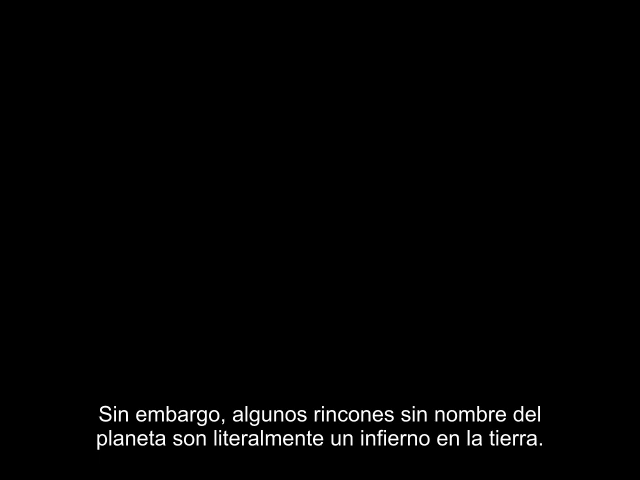 Sin embargo, algunos rincones sin nombre del
planeta son literalmente un infierno en la tierra.